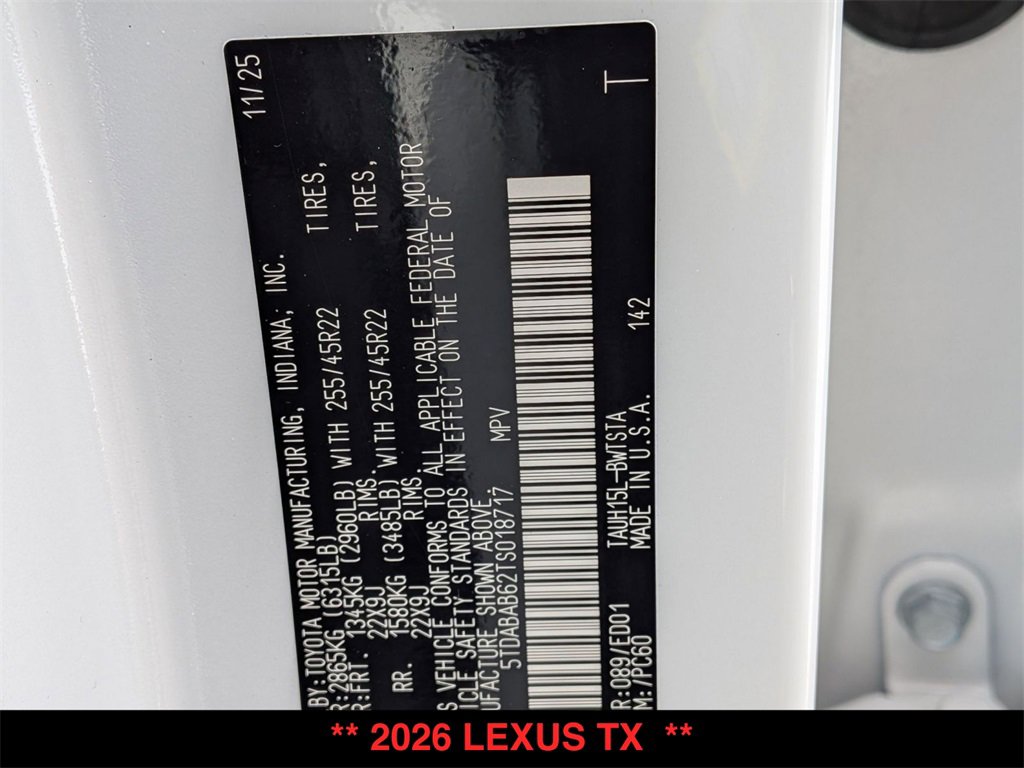 11/25
BY:TOYOTA MOTOR MANUFACTURING, INDIANA, INC.
R:2865KG (6315LB)
R:FRT. 1345KG (2960LB) WITH 255/45R22 TIRES,
22X9J RIMS.
RR. 1580KG (3485LB) WITH 255/45R22 TIRES,
22X9J RIMS.
S VEHICLE CONFORMS TO ALL APPLICABLE FEDERAL MOTOR
ICLE SAFETY STANDARDS IN EFFECT ON THE DATE OF
UFACTURE SHOWN ABOVE.
5TDABAB62TS018717 MPV
T
R:089/ED01 TAUH15L-BWTSTA 142
M:/PC60 MADE IN U.S.A.
** 2026 LEXUS TX **